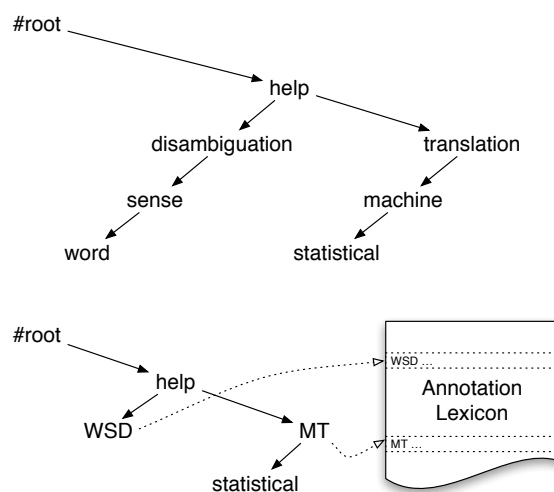 #root
help
disambiguation translation
sense machine
word statistical
#root
WSD ...
help
Annotation
Lexicon
WSD MT
MT ...
statistical